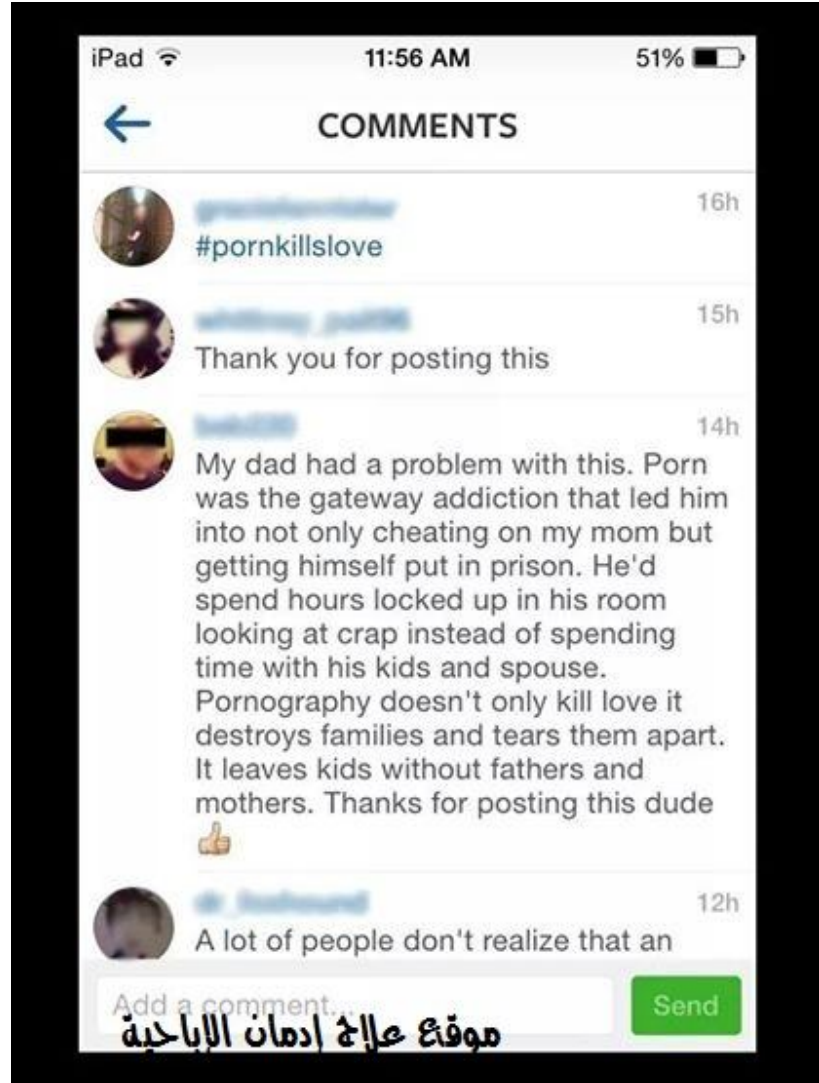 iPad 11:56 AM 51%
COMMENTS
16h
#pornkillslove
15h
Thank you for posting this
14h
My dad had a problem with this. Porn
was the gateway addiction that led him
into not only cheating on my mom but
getting himself put in prison. He'd
spend hours locked up in his room
looking at crap instead of spending
time with his kids and spouse.
Pornography doesn't only kill love it
destroys families and tears them apart.
It leaves kids without fathers and
mothers. Thanks for posting this dude
👍
12h
A lot of people don't realize that an
Add a comment... Send
موقع علاج إدمان الإباحية